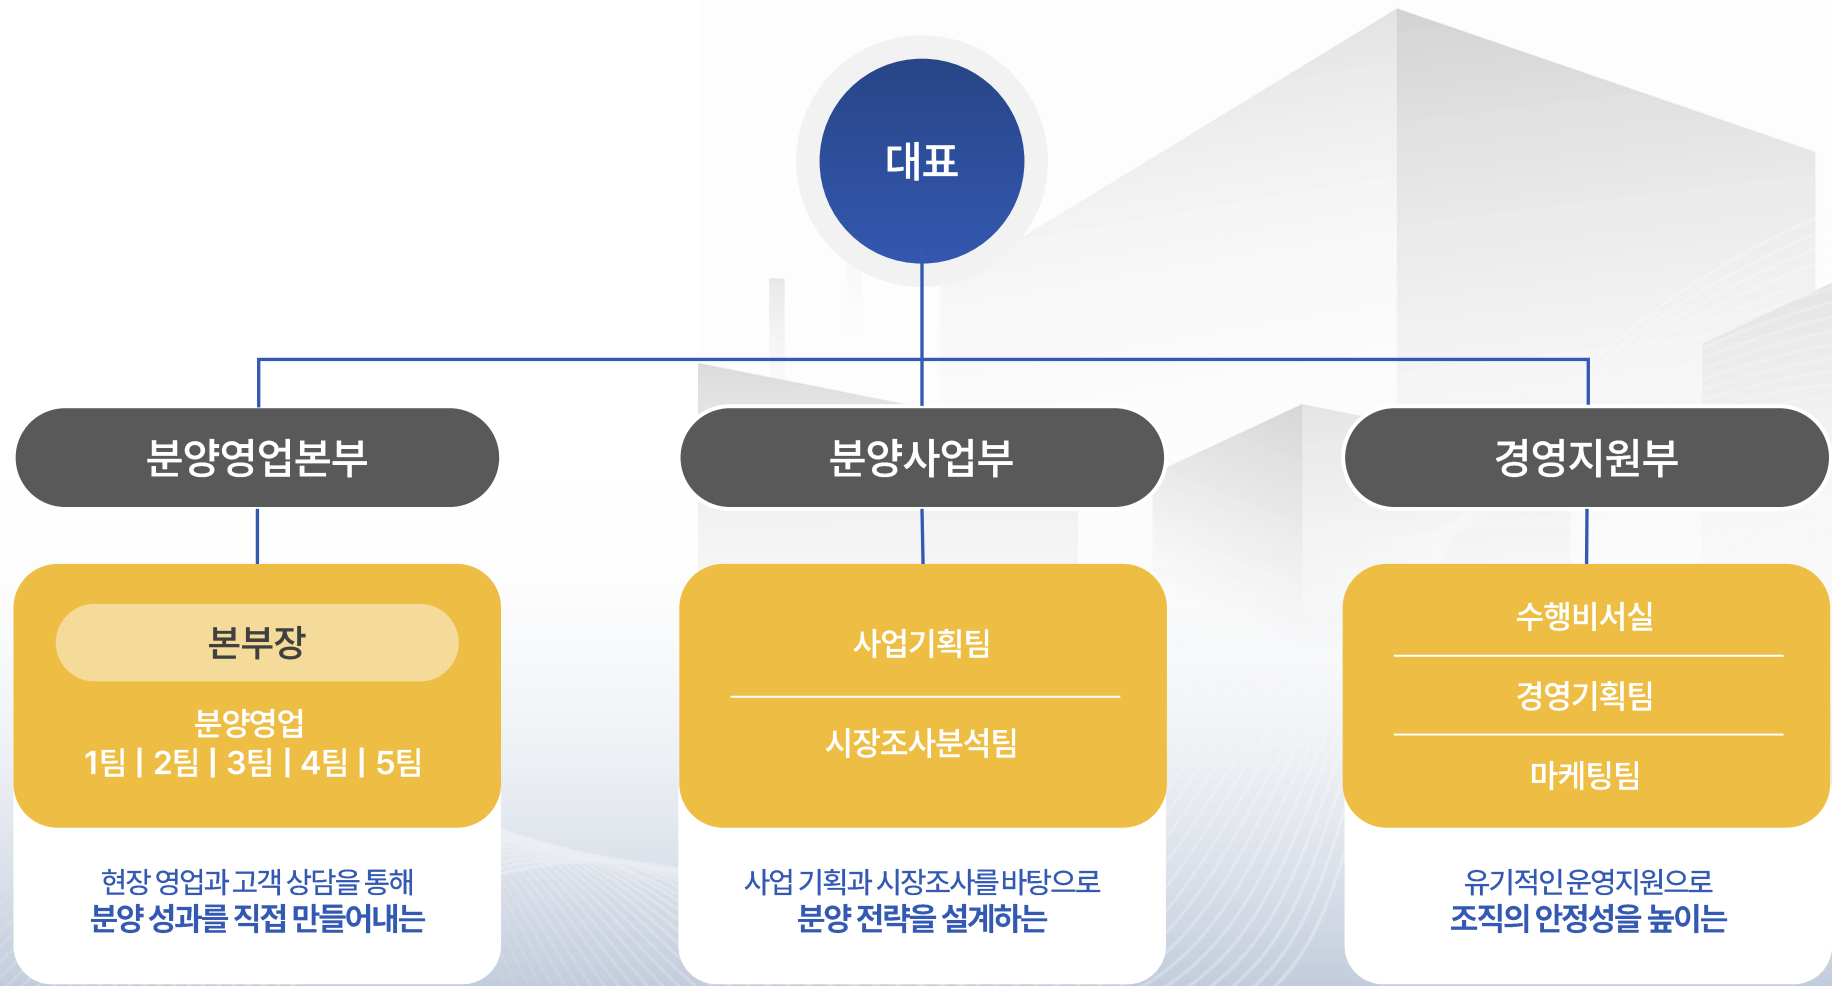 대표
분양영업본부
본부장
분양영업
1팀 | 2팀 | 3팀 | 4팀 | 5팀
현장 영업과 고객 상담을 통해
분양 성과를 직접 만들어내는
분양사업부
사업기획팀
시장조사분석팀
사업 기획과 시장조사를 바탕으로
분양 전략을 설계하는
경영지원부
수행비서실
경영기획팀
마케팅팀
유기적인 운영지원으로
조직의 안정성을 높이는